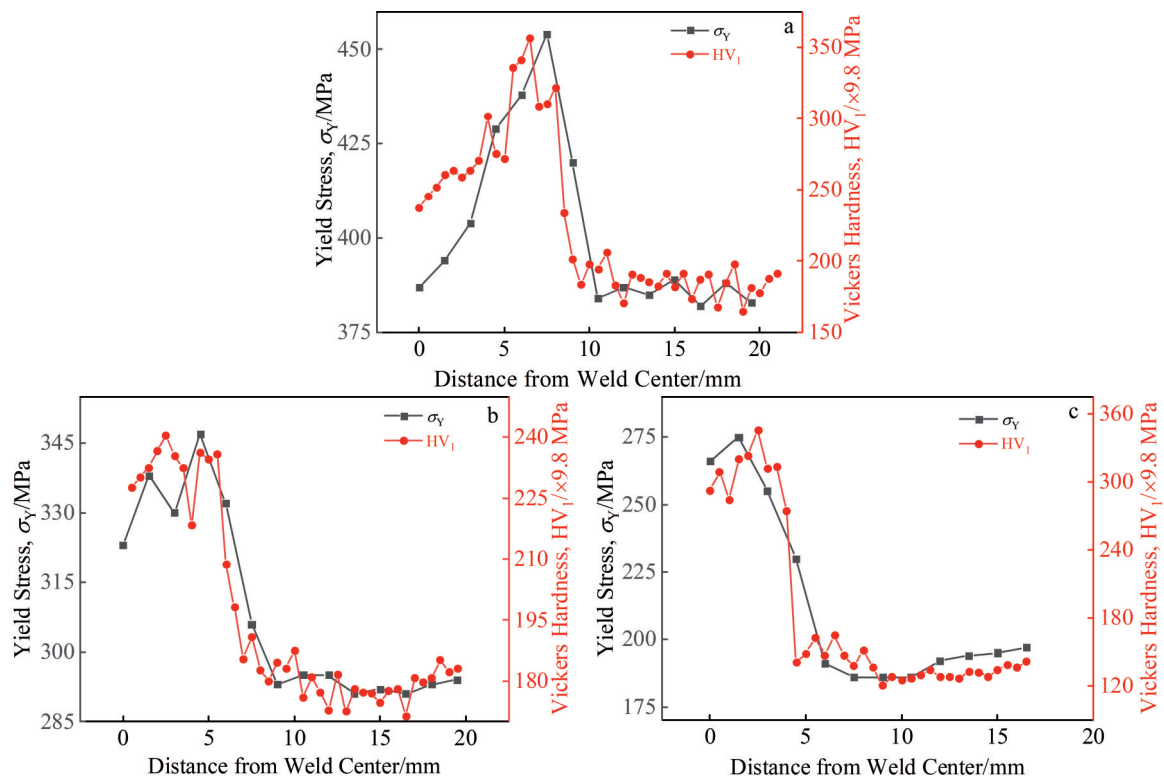 a
σY
HV1
Yield Stress, σY/MPa
450
425
400
375
Vickers Hardness, HV1/×9.8 MPa
350
300
250
200
150
0 5 10 15 20
Distance from Weld Center/mm
b
σY
HV1
Yield Stress, σY/MPa
345
330
315
300
285
Vickers Hardness, HV1/×9.8 MPa
240
225
210
195
180
0 5 10 15 20
Distance from Weld Center/mm
c
σY
HV1
Yield Stress, σY/MPa
275
250
225
200
175
Vickers Hardness, HV1/×9.8 MPa
360
300
240
180
120
0 5 10 15 20
Distance from Weld Center/mm